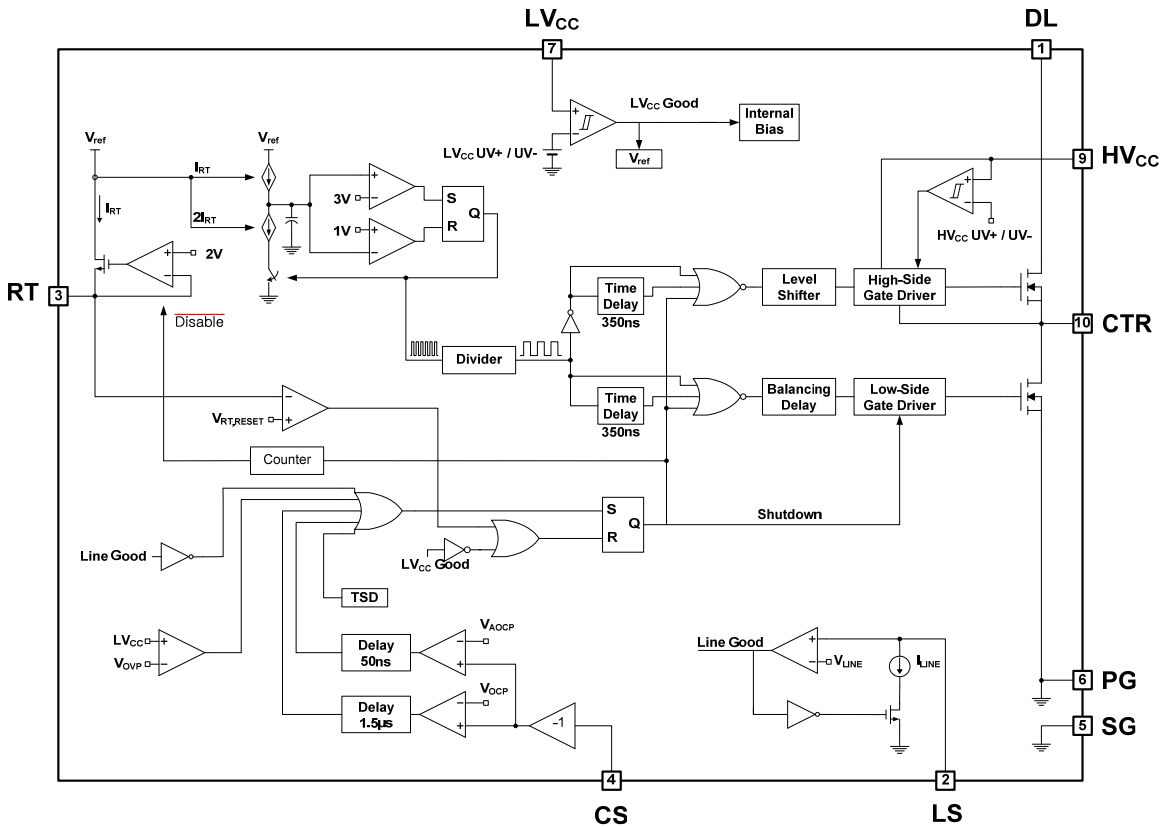 LVCC
DL
7
1
LVCC Good
Internal
Bias
Vref
LVCC UV+ / UV-
Vref
Vref
HVCC
9
IRT
IRT
2IRT
3V
1V
S
R
Q
+
-
+
-
+
-
+
-
+
-
HVCC UV+ / UV-
2V
+
-
RT
3
Disable
Time
Delay
350ns
Level
Shifter
High-Side
Gate Driver
10
CTR
Divider
Time
Delay
350ns
Balancing
Delay
Low-Side
Gate Driver
-
+
VRT,RESET
Counter
S
R
Q
Shutdown
Line Good
LVCC Good
TSD
LVCC
VOVP
+
-
Delay
50ns
-
+
VAOCP
Delay
1.5μs
-
+
VOCP
-1
Line Good
+
-
VLINE
ILINE
6
PG
5
SG
4
CS
2
LS